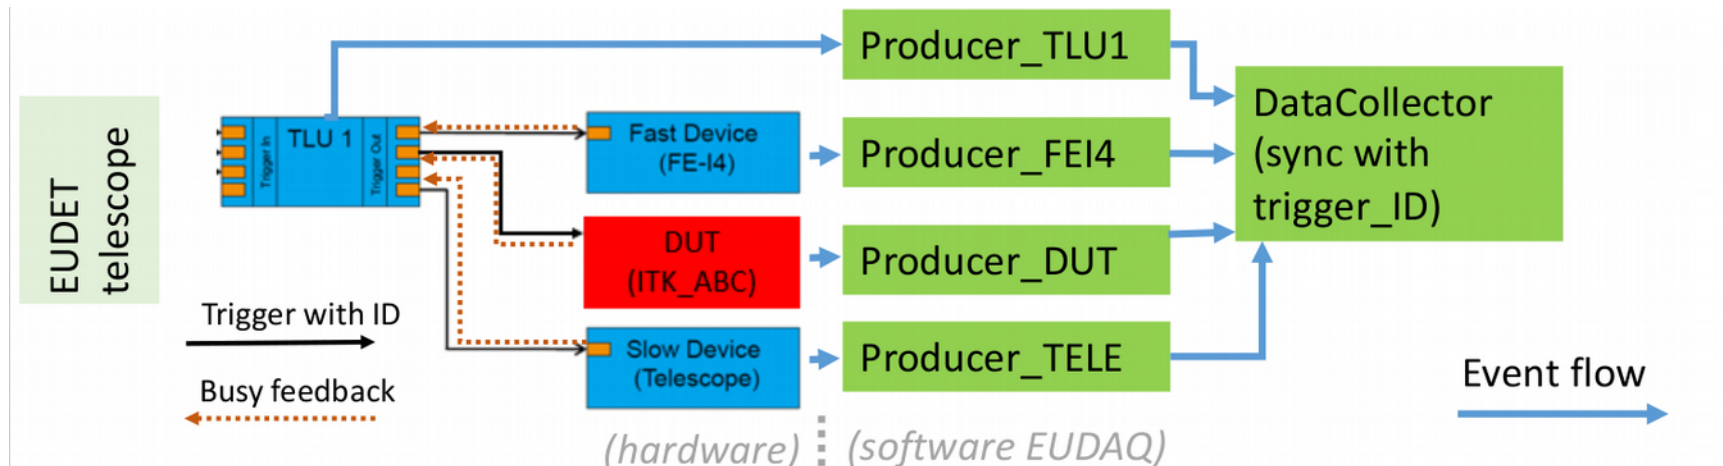 EUDET
telescope
TLU 1
Trigger In
Trigger Out
Fast Device
(FE-I4)
DUT
(ITK_ABC)
Slow Device
(Telescope)
Producer_TLU1
Producer_FEI4
Producer_DUT
Producer_TELE
DataCollector
(sync with
trigger_ID)
Trigger with ID
Busy feedback
Event flow
(hardware)
(software EUDAQ)